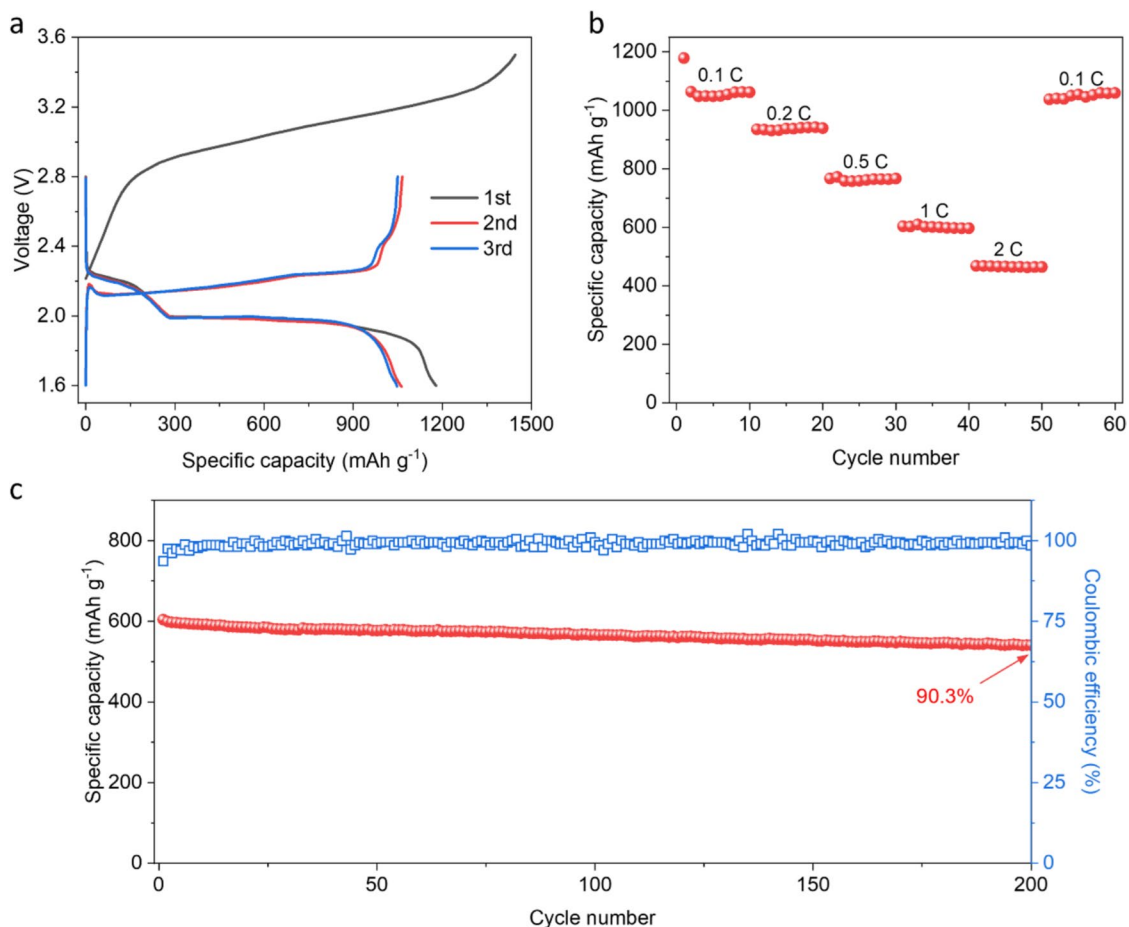 a
3.6
3.2
2.8
2.4
2.0
1.6
Voltage (V)
1st
2nd
3rd
0 300 600 900 1200 1500
Specific capacity (mAh g⁻¹)
b
1200
1000
800
600
400
200
0
Specific capacity (mAh g⁻¹)
0.1 C
0.2 C
0.5 C
1 C
2 C
0.1 C
0 10 20 30 40 50 60
Cycle number
c
800
600
400
200
0
Specific capacity (mAh g⁻¹)
90.3%
100
75
50
25
0
Coulombic efficiency (%)
0 50 100 150 200
Cycle number